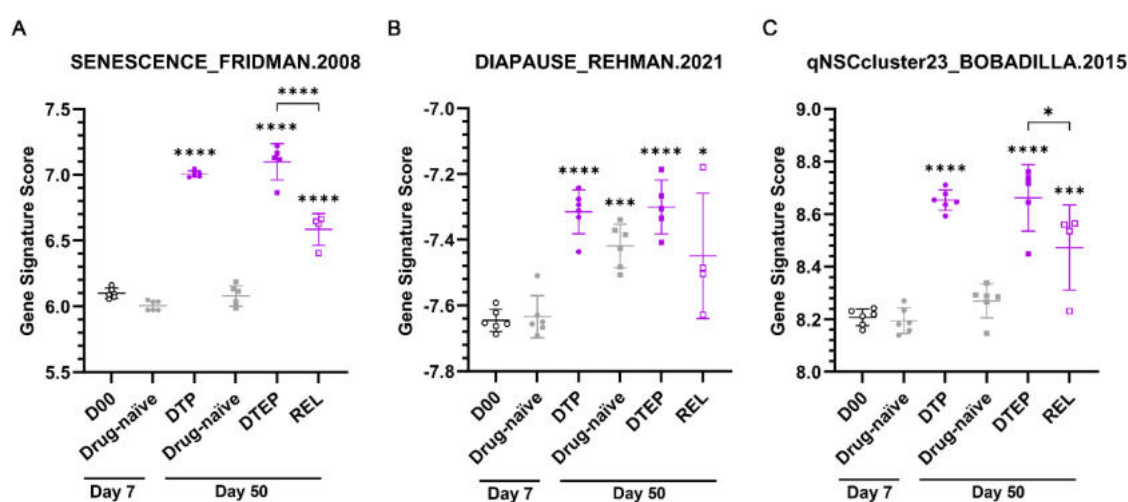 A
SENESCENCE_FRIDMAN.2008
Gene Signature Score
7.5
7.0
6.5
6.0
5.5
****
****
****
****
D00
Drug-naïve
DTP
Drug-naïve
DTEP
REL
Day 7
Day 50
B
DIAPAUSE_REHMAN.2021
Gene Signature Score
-7.0
-7.2
-7.4
-7.6
-7.8
****
***
****
*
D00
Drug-naïve
DTP
Drug-naïve
DTEP
REL
Day 7
Day 50
C
qNSCcluster23_BOBADILLA.2015
Gene Signature Score
9.0
8.8
8.6
8.4
8.2
8.0
*
****
****
***
D00
Drug-naïve
DTP
Drug-naïve
DTEP
REL
Day 7
Day 50